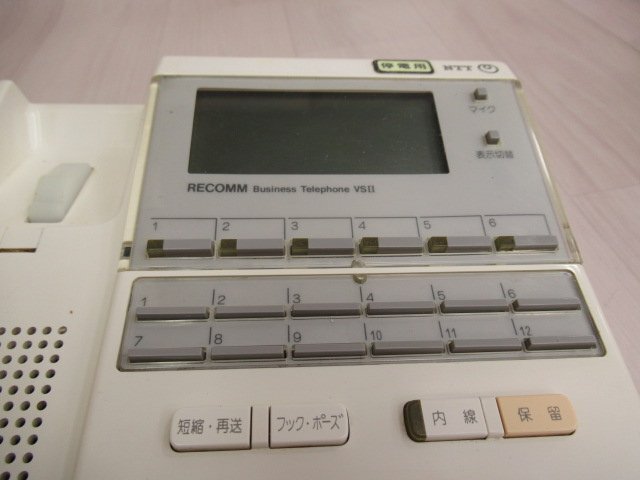 停電用 NTT
マイク
表示切替
RECOMM Business Telephone VSII
1 2 3 4 5 6
1 2 3 4 5 6
7 8 9 10 11 12
短縮・再送 フック・ポーズ 内線 保留